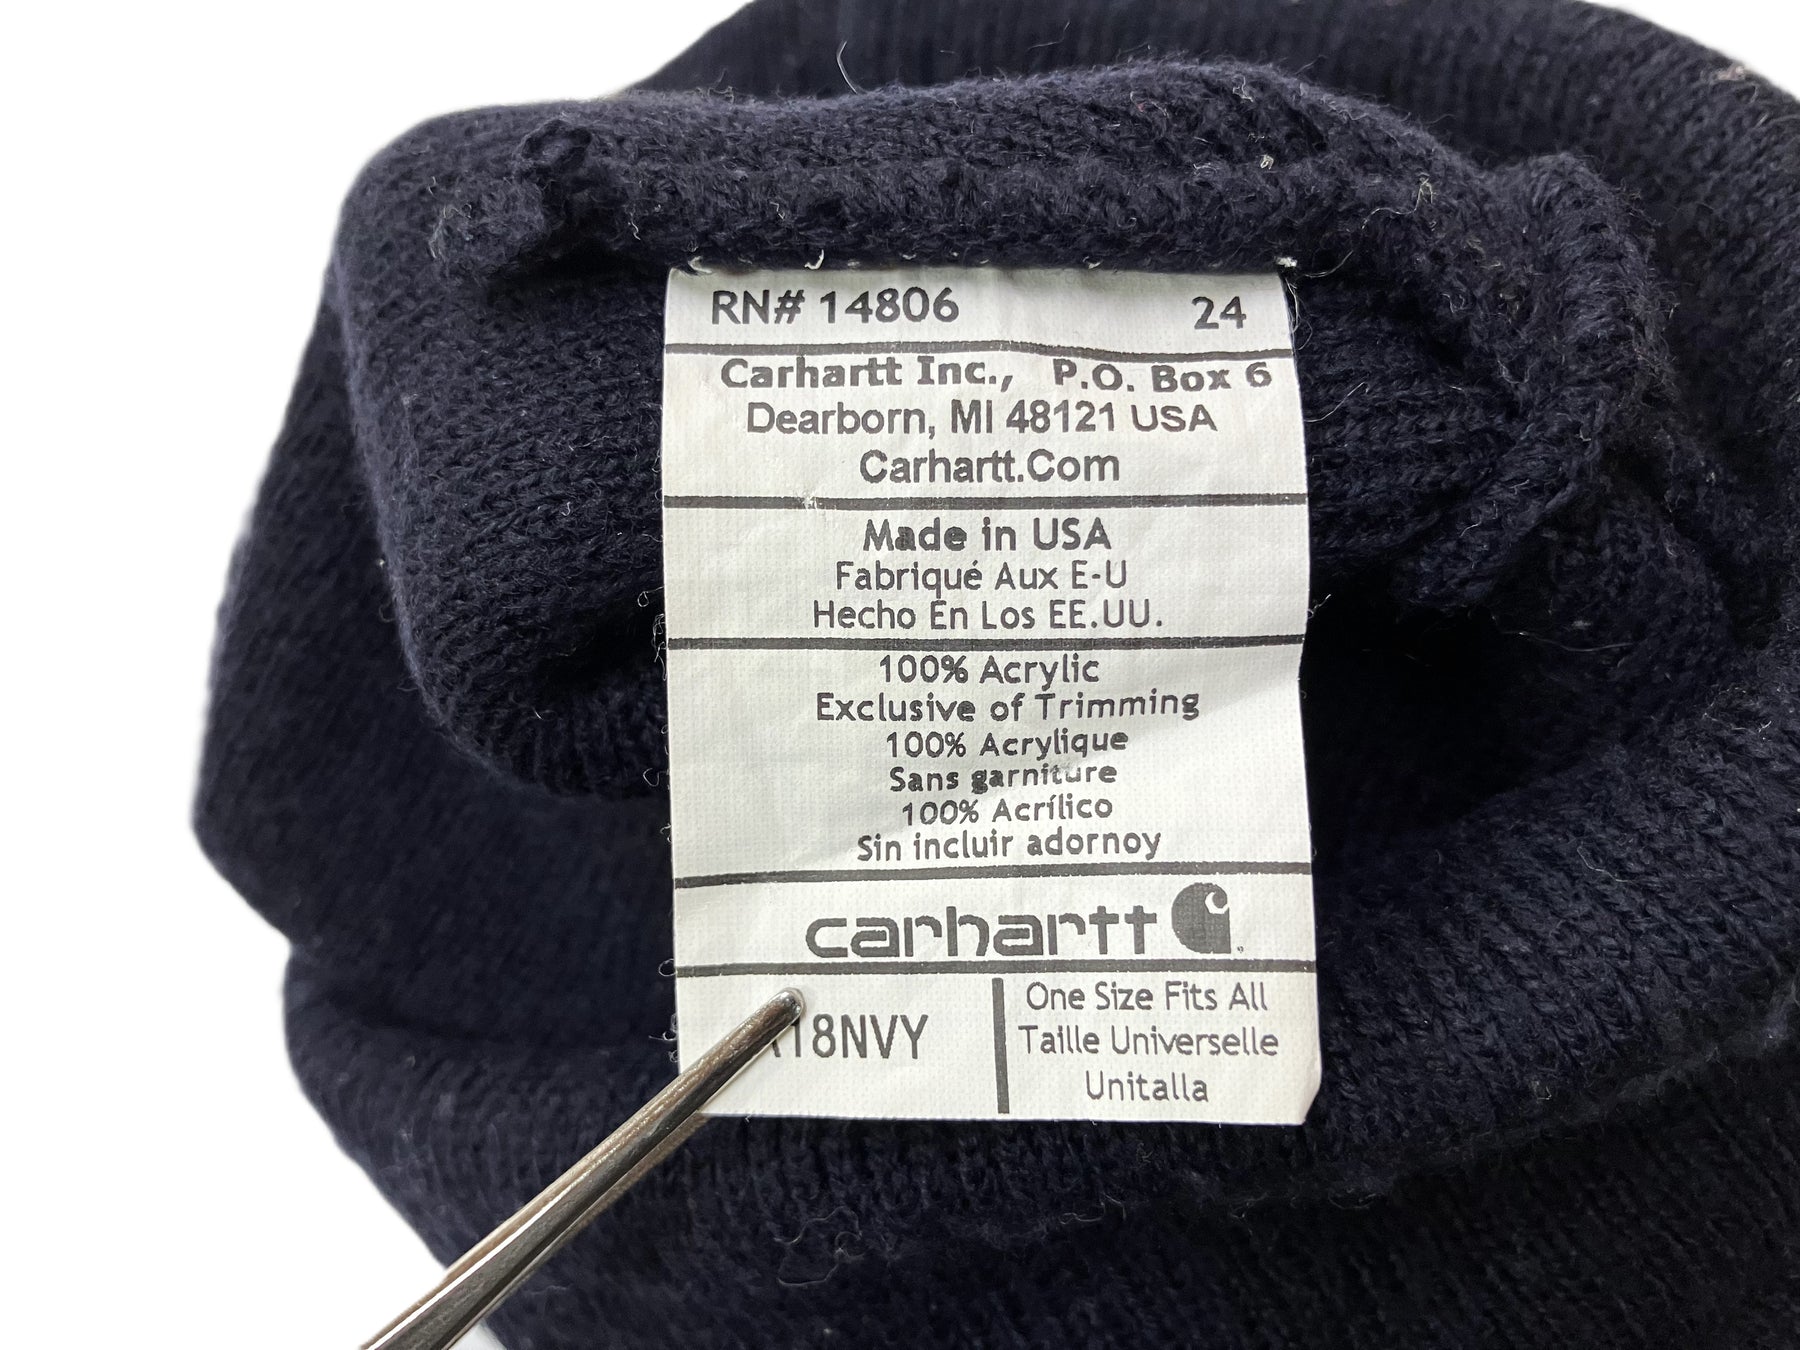 RN# 14806 24
Carhartt Inc., P.O. Box 6
Dearborn, MI 48121 USA
Carhartt.Com
Made in USA
Fabriqué Aux E-U
Hecho En Los EE.UU.
100% Acrylic
Exclusive of Trimming
100% Acrylique
Sans garniture
100% Acrílico
Sin incluir adornoy
carhartt
18NVY
One Size Fits All
Taille Universelle
Unitalla